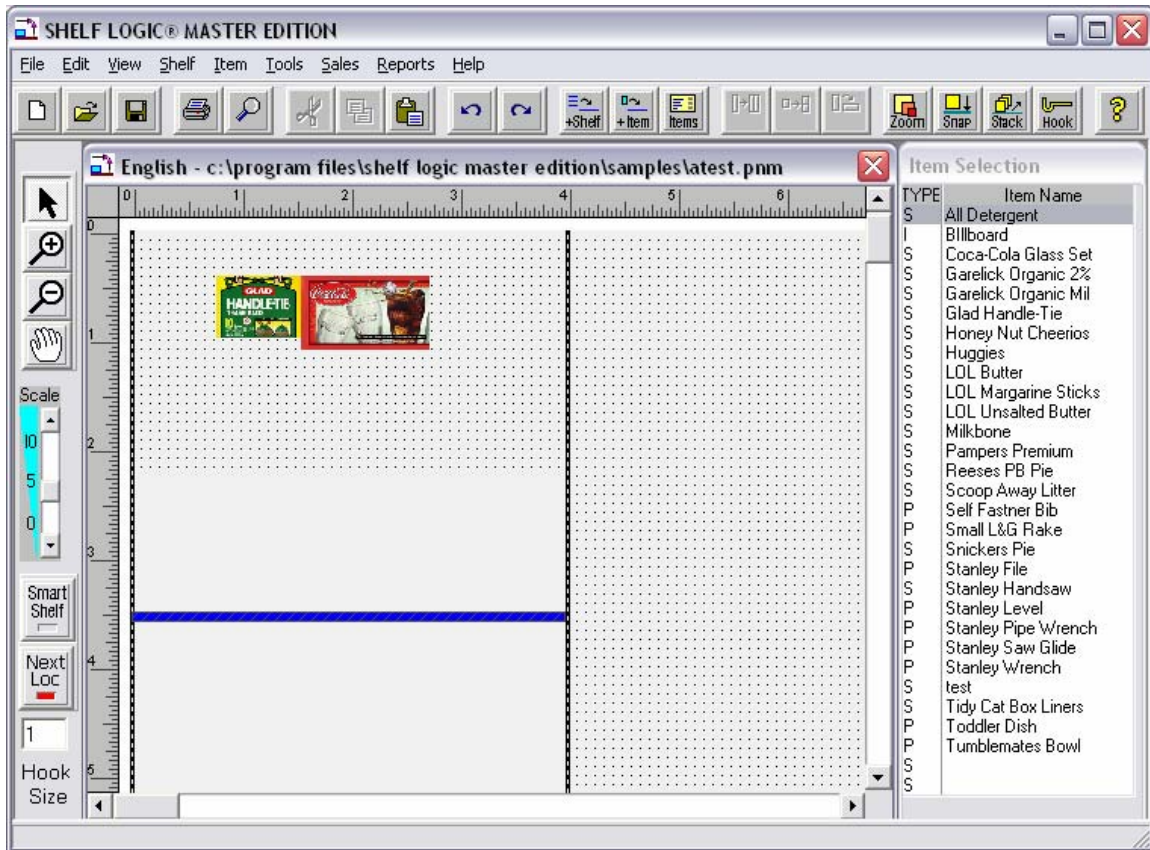 SHELF LOGIC® MASTER EDITION
File Edit View Shelf Item Tools Sales Reports Help
+Shelf +Item Items Zoom Snap Stack Hook ?
English - c:\program files\shelf logic master edition\samples\atest.pnm
0 1 2 3 4 5 6
0
1
2
3
4
5
GLAD
HANDLE-TIE
Coca-Cola
Scale
10
5
0
Smart
Shelf
Next
Loc
1
Hook
Size
Item Selection
TYPE Item Name
S All Detergent
I BIllboard
S Coca-Cola Glass Set
S Garelick Organic 2%
S Garelick Organic Mil
S Glad Handle-Tie
S Honey Nut Cheerios
S Huggies
S LOL Butter
S LOL Margarine Sticks
S LOL Unsalted Butter
S Milkbone
S Pampers Premium
S Reeses PB Pie
S Scoop Away Litter
P Self Fastner Bib
P Small L&G Rake
S Snickers Pie
P Stanley File
S Stanley Handsaw
P Stanley Level
P Stanley Pipe Wrench
P Stanley Saw Glide
P Stanley Wrench
S test
S Tidy Cat Box Liners
P Toddler Dish
P Tumblemates Bowl
S
S